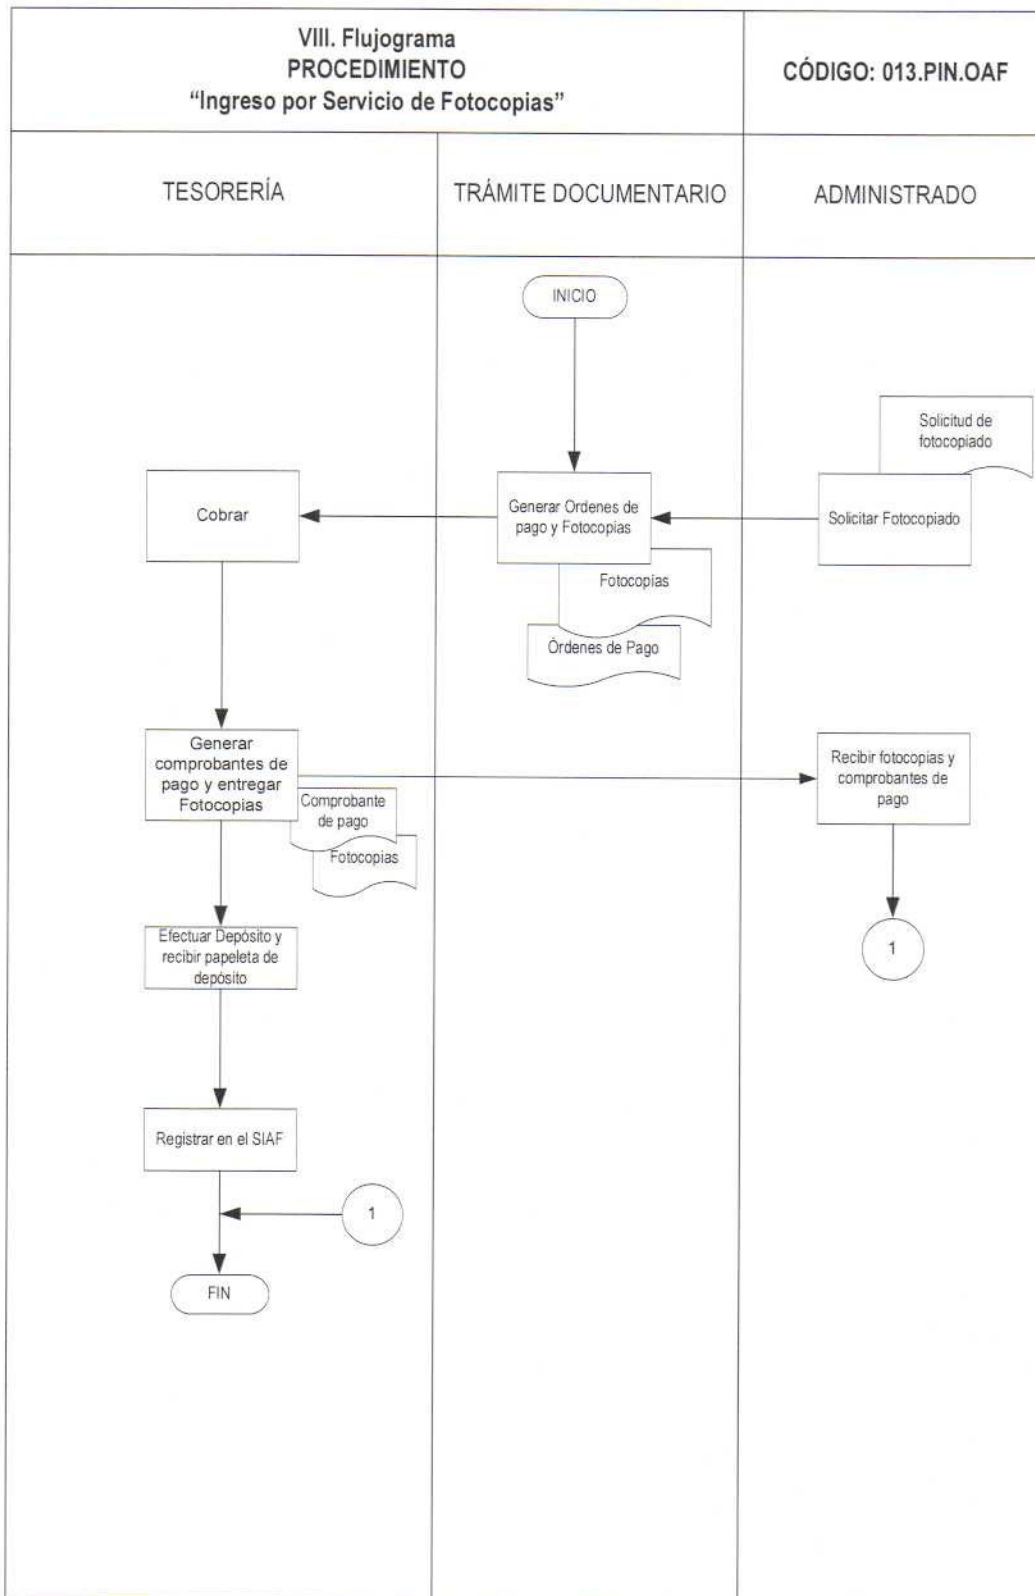 VIII. Flujograma
PROCEDIMIENTO
“Ingreso por Servicio de Fotocopias”
CÓDIGO: 013.PIN.OAF
TESORERÍA
TRÁMITE DOCUMENTARIO
ADMINISTRADO
INICIO
Solicitud de
fotocopiado
Cobrar
Generar Ordenes de
pago y Fotocopias
Solicitar Fotocopiado
Fotocopias
Órdenes de Pago
Generar
comprobantes de
pago y entregar
Fotocopias
Comprobante
de pago
Fotocopias
Recibir fotocopias y
comprobantes de
pago
1
Efectuar Depósito y
recibir papeleta de
depósito
Registrar en el SIAF
1
FIN